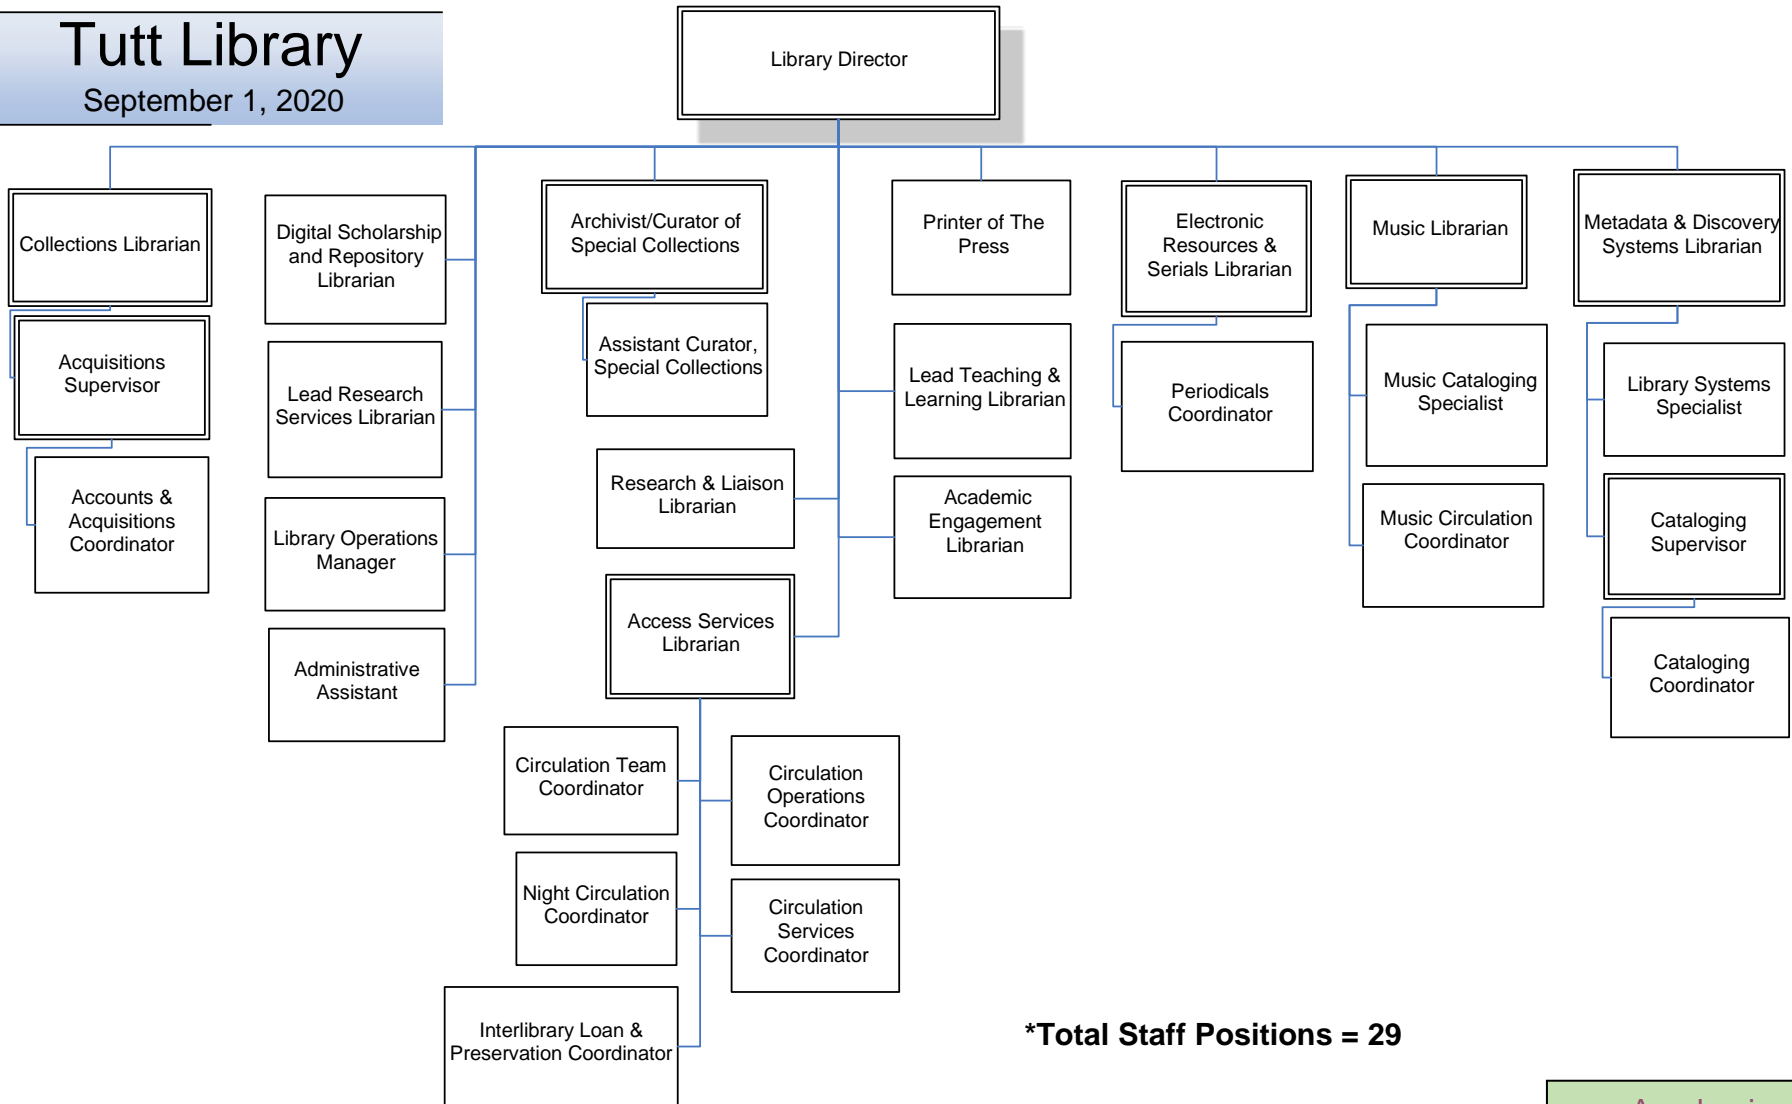 Tutt Library
September 1, 2020
Library Director
Collections Librarian
Acquisitions
Supervisor
Accounts &
Acquisitions
Coordinator
Digital Scholarship
and Repository
Librarian
Lead Research
Services Librarian
Library Operations
Manager
Administrative
Assistant
Archivist/Curator of
Special Collections
Assistant Curator,
Special Collections
Research & Liaison
Librarian
Access Services
Librarian
Circulation Team
Coordinator
Night Circulation
Coordinator
Interlibrary Loan &
Preservation Coordinator
Circulation
Operations
Coordinator
Circulation
Services
Coordinator
Printer of The
Press
Lead Teaching &
Learning Librarian
Academic
Engagement
Librarian
Electronic
Resources &
Serials Librarian
Periodicals
Coordinator
Music Librarian
Music Cataloging
Specialist
Music Circulation
Coordinator
Metadata & Discovery
Systems Librarian
Library Systems
Specialist
Cataloging
Supervisor
Cataloging
Coordinator
*Total Staff Positions = 29